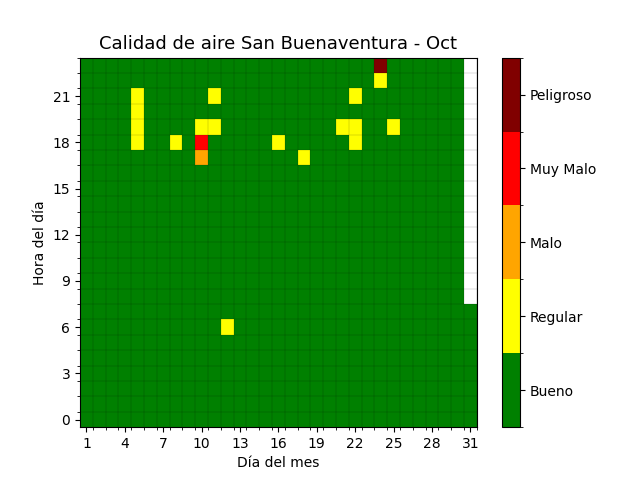 Calidad de aire San Buenaventura - Oct
Hora del día
21
18
15
12
9
6
3
0
1 4 7 10 13 16 19 22 25 28 31
Día del mes
Peligroso
Muy Malo
Malo
Regular
Bueno